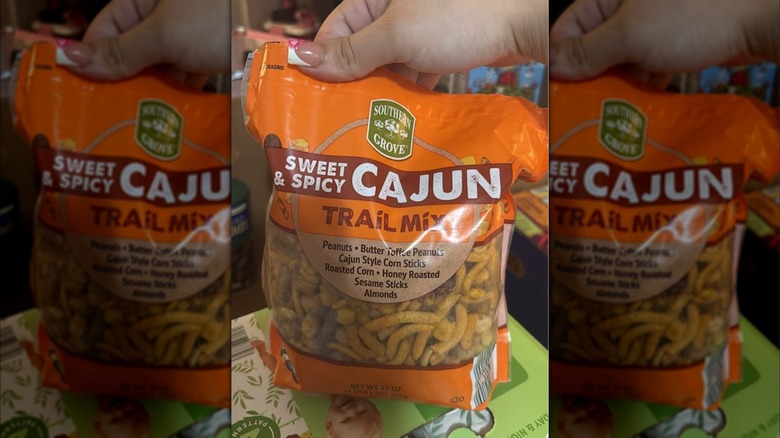 SOUTHERN
GROVE
SWEET
& SPICY CAJUN
TRAIL MIX
Peanuts • Butter Toffee Peanuts
Cajun Style Corn Sticks
Roasted Corn • Honey Roasted
Sesame Sticks
Almonds
NET WT 27 OZ